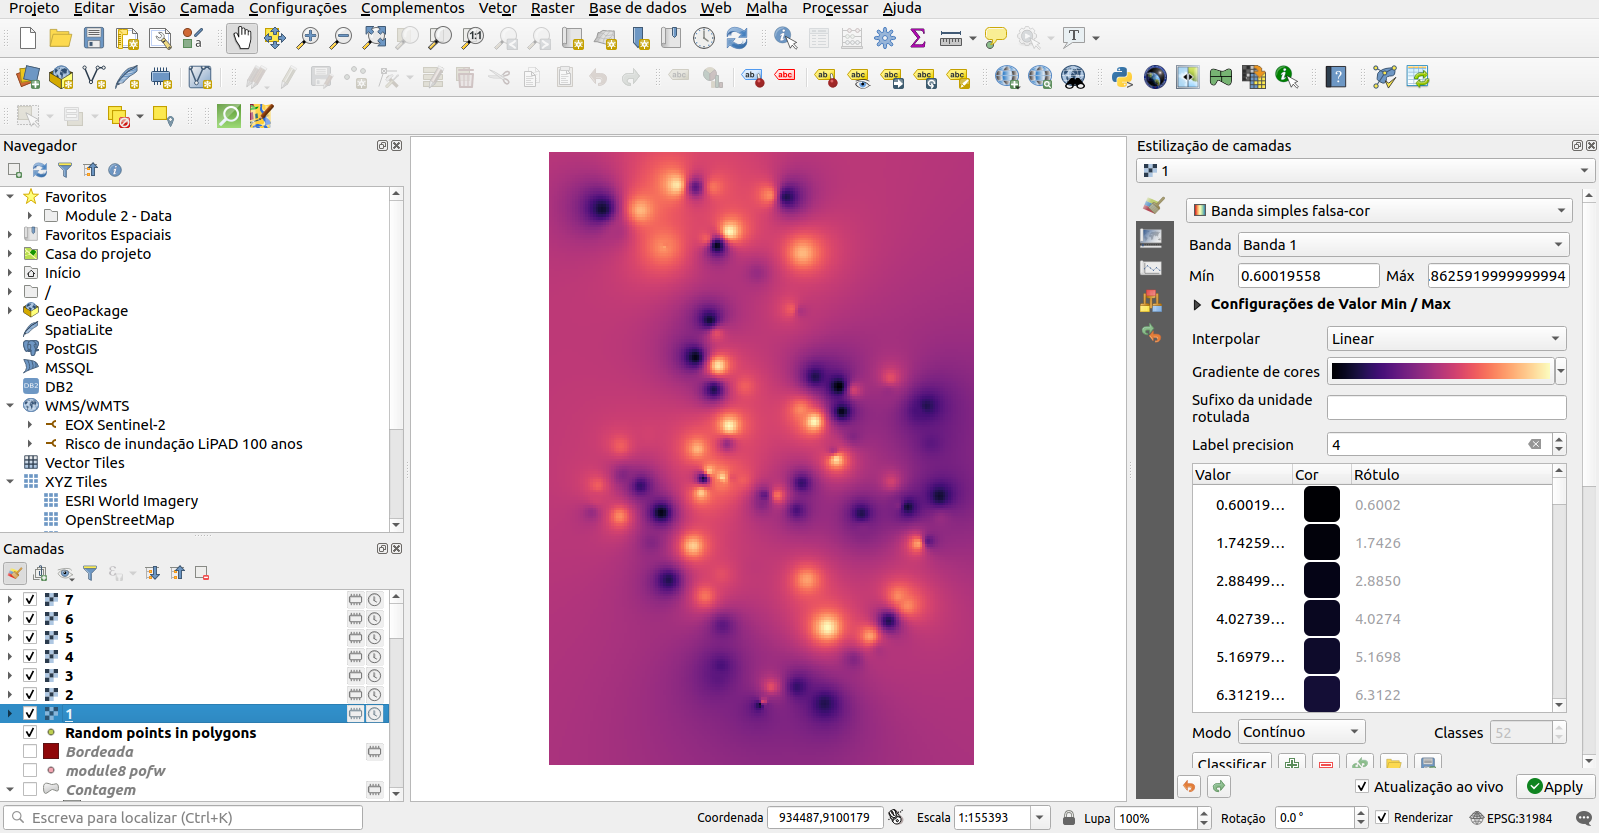 Projeto Editar Visão Camada Configurações Complementos Vetor Raster Base de dados Web Malha Processar Ajuda
Navegador
Favoritos
Module 2 - Data
Favoritos Espaciais
Casa do projeto
Início
/
GeoPackage
SpatiaLite
PostGIS
MSSQL
DB2
WMS/WMTS
EOX Sentinel-2
Risco de inundação LiPAD 100 anos
Vector Tiles
XYZ Tiles
ESRI World Imagery
OpenStreetMap
Camadas
7
6
5
4
3
2
1
Random points in polygons
Bordeada
module8 pofw
Contagem
Estilização de camadas
1
Banda simples falsa-cor
Banda Banda 1
Mín 0.60019558 Máx 8625919999999994
Configurações de Valor Min / Max
Interpolar Linear
Gradiente de cores
Sufixo da unidade rotulada
Label precision 4
Valor Cor Rótulo
0.60019... 0.6002
1.74259... 1.7426
2.88499... 2.8850
4.02739... 4.0274
5.16979... 5.1698
6.31219... 6.3122
Modo Contínuo Classes 52
Classificar
Atualização ao vivo Apply
Escreva para localizar (Ctrl+K) Coordenada 934487,9100179 Escala 1:155393 Lupa 100% Rotação 0.0 ° Renderizar EPSG:31984